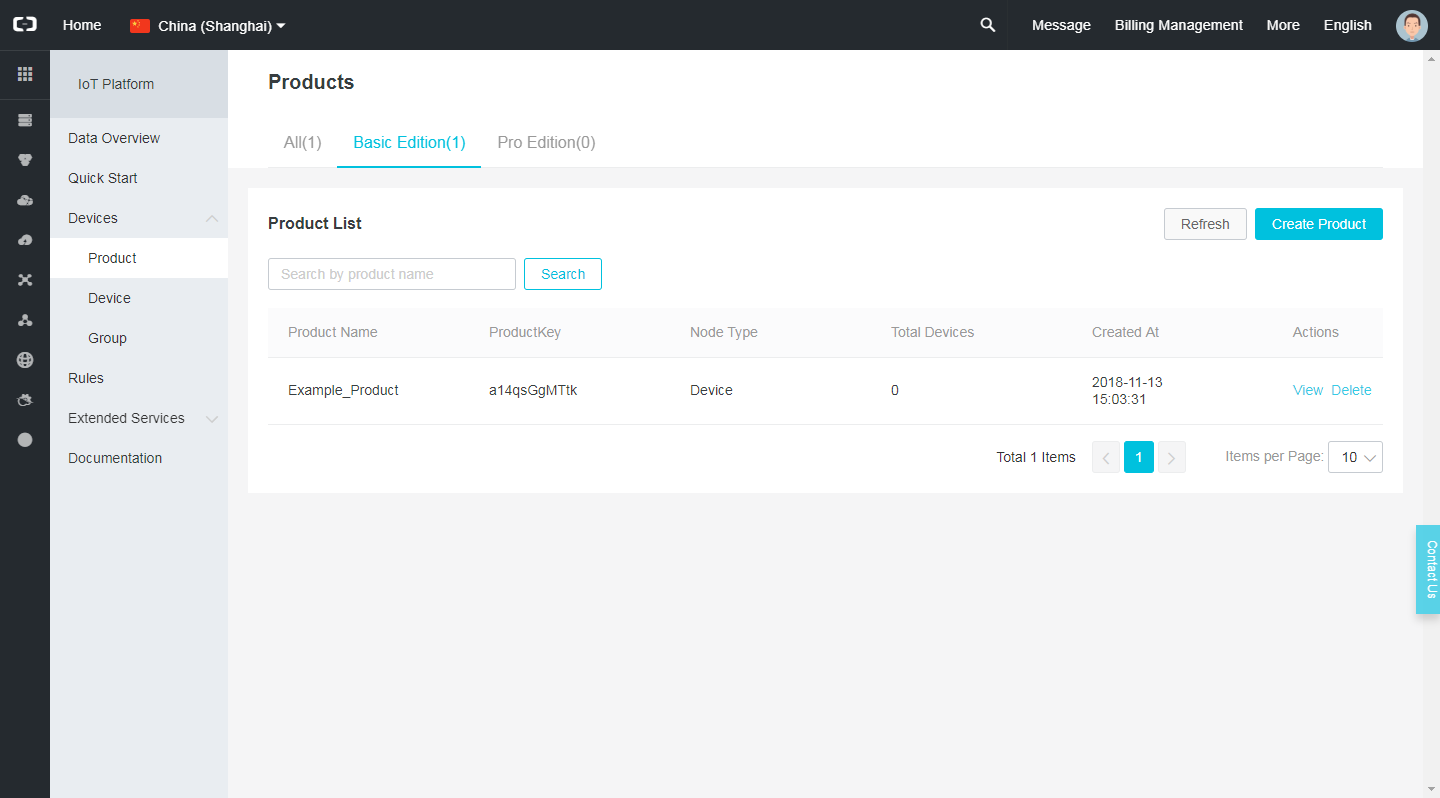 Home
China (Shanghai)
Message
Billing Management
More
English
IoT Platform
Data Overview
Quick Start
Devices
Product
Device
Group
Rules
Extended Services
Documentation
Products
All(1)
Basic Edition(1)
Pro Edition(0)
Product List
Refresh
Create Product
Search by product name
Search
Product Name
ProductKey
Node Type
Total Devices
Created At
Actions
Example_Product
a14qsGgMTtk
Device
0
2018-11-13
15:03:31
View
Delete
Total 1 Items
1
Items per Page:
10
Contact Us